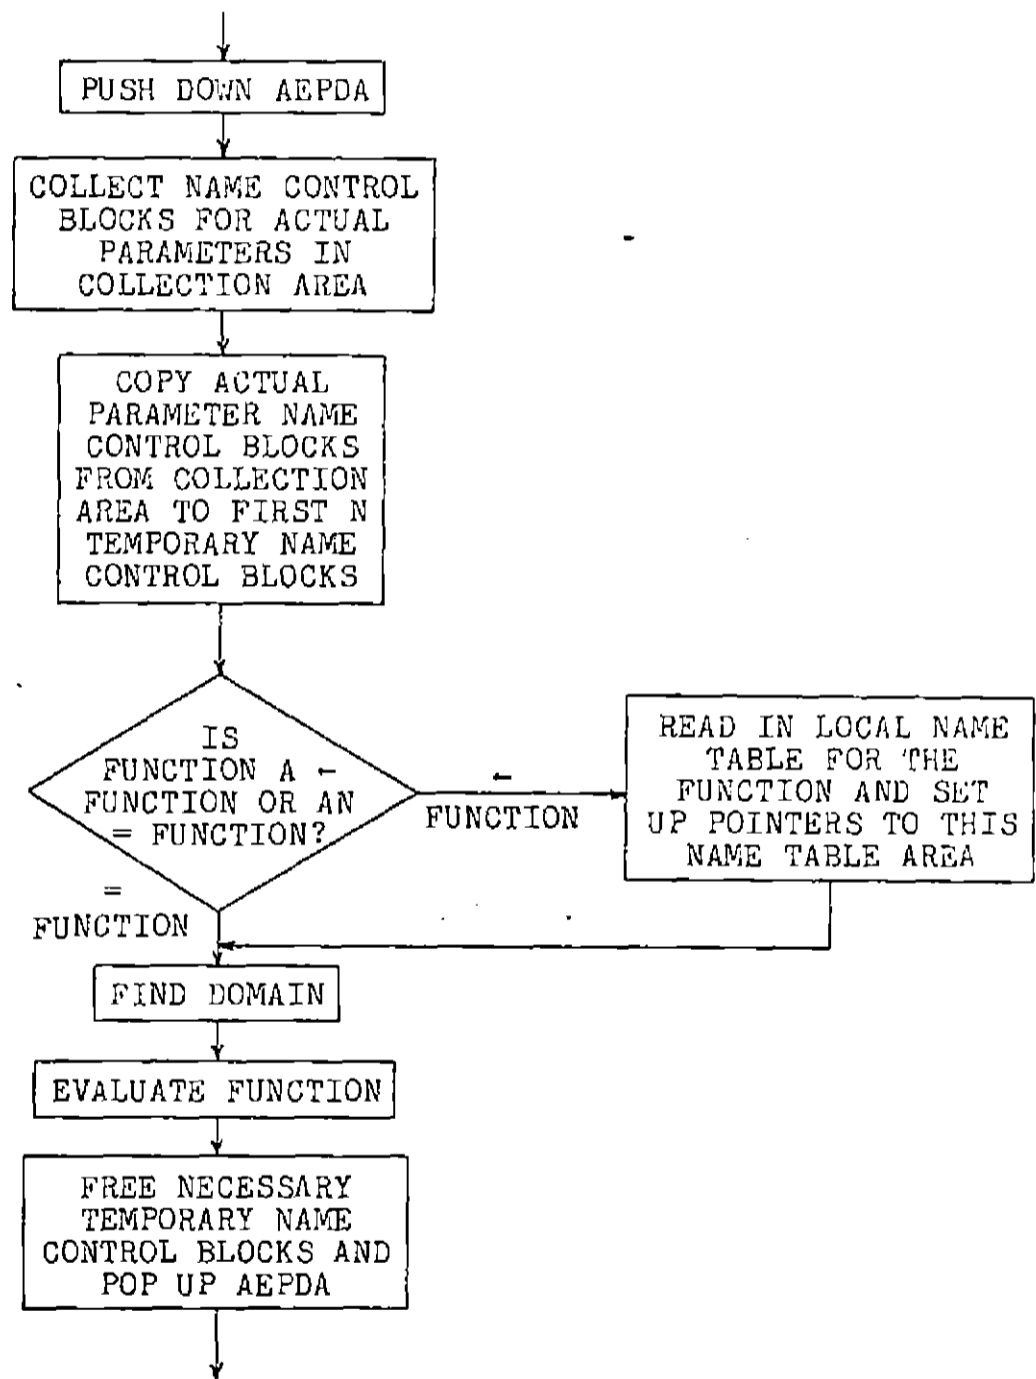 PUSH DOWN AEPDA
COLLECT NAME CONTROL
BLOCKS FOR ACTUAL
PARAMETERS IN
COLLECTION AREA
COPY ACTUAL
PARAMETER NAME
CONTROL BLOCKS
FROM COLLECTION
AREA TO FIRST N
TEMPORARY NAME
CONTROL BLOCKS
IS
FUNCTION A ←
FUNCTION OR AN
= FUNCTION?
←
FUNCTION
READ IN LOCAL NAME
TABLE FOR THE
FUNCTION AND SET
UP POINTERS TO THIS
NAME TABLE AREA
=
FUNCTION
FIND DOMAIN
EVALUATE FUNCTION
FREE NECESSARY
TEMPORARY NAME
CONTROL BLOCKS AND
POP UP AEPDA